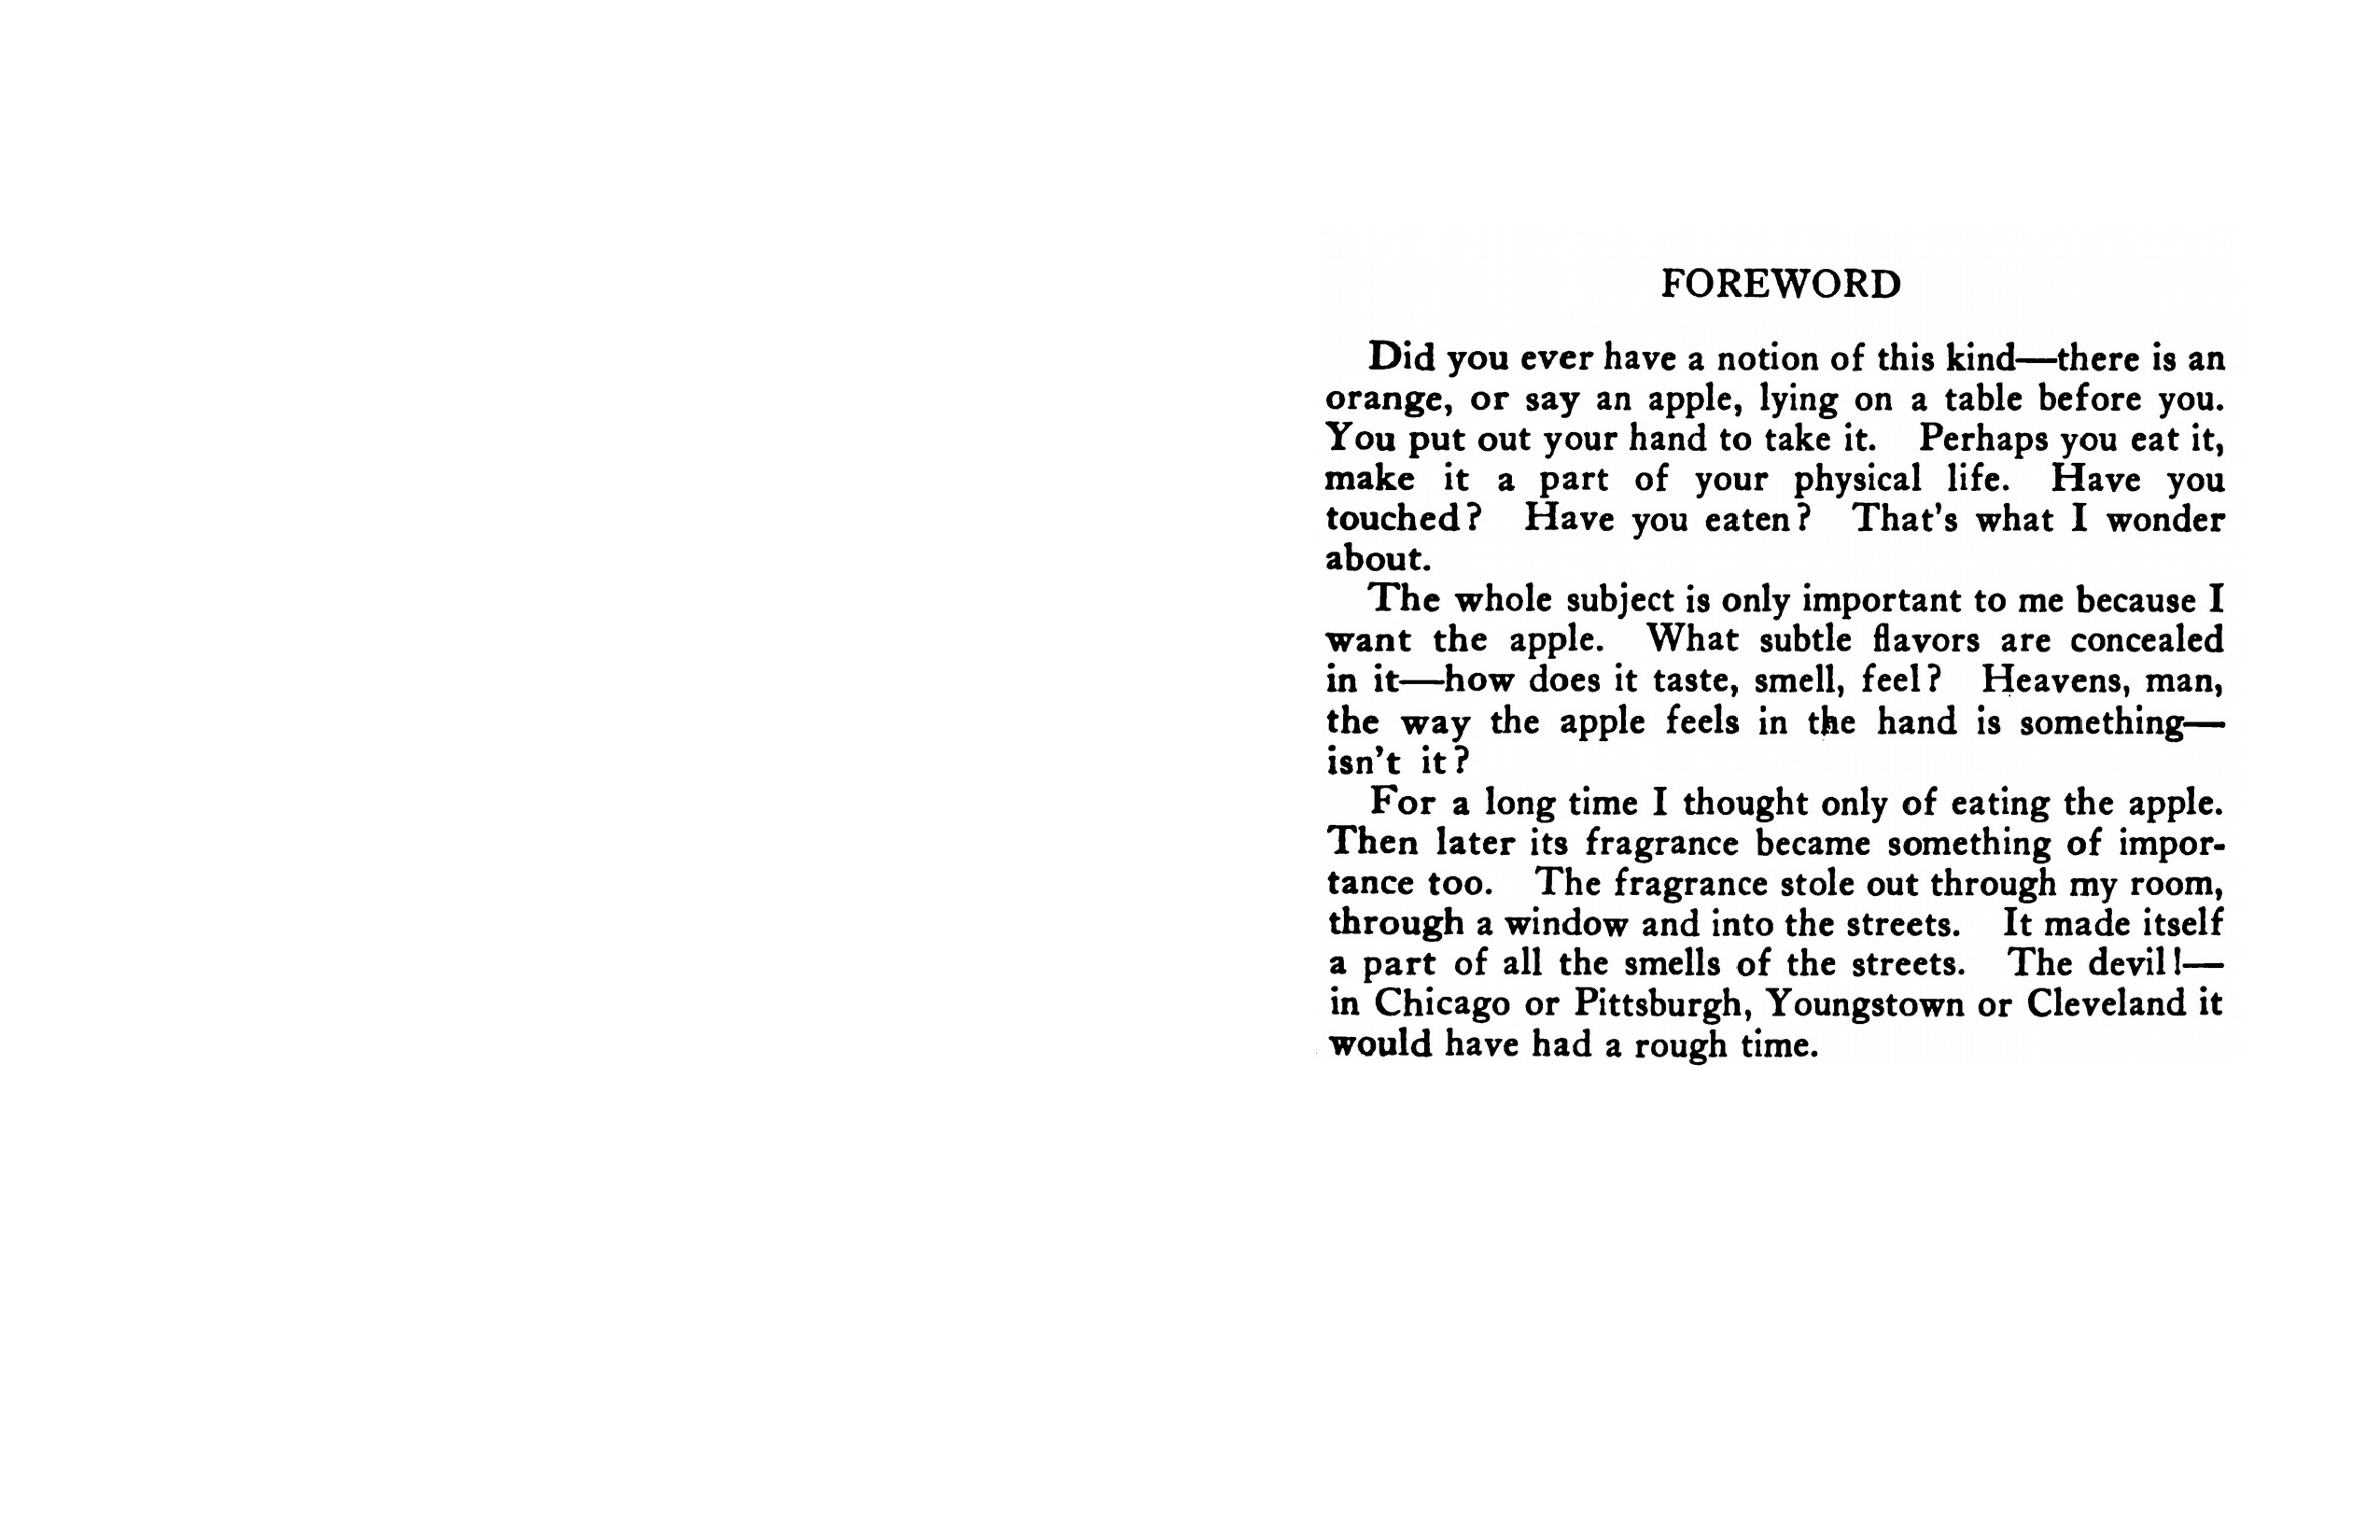 FOREWORD
Did you ever have a notion of this kind—there is an
orange, or say an apple, lying on a table before you.
You put out your hand to take it. Perhaps you eat it,
make it a part of your physical life. Have you
touched? Have you eaten? That's what I wonder
about.
The whole subject is only important to me because I
want the apple. What subtle flavors are concealed
in it—how does it taste, smell, feel? Heavens, man,
the way the apple feels in the hand is something—
isn't it?
For a long time I thought only of eating the apple.
Then later its fragrance became something of impor-
tance too. The fragrance stole out through my room,
through a window and into the streets. It made itself
a part of all the smells of the streets. The devil!—
in Chicago or Pittsburgh, Youngstown or Cleveland it
would have had a rough time.